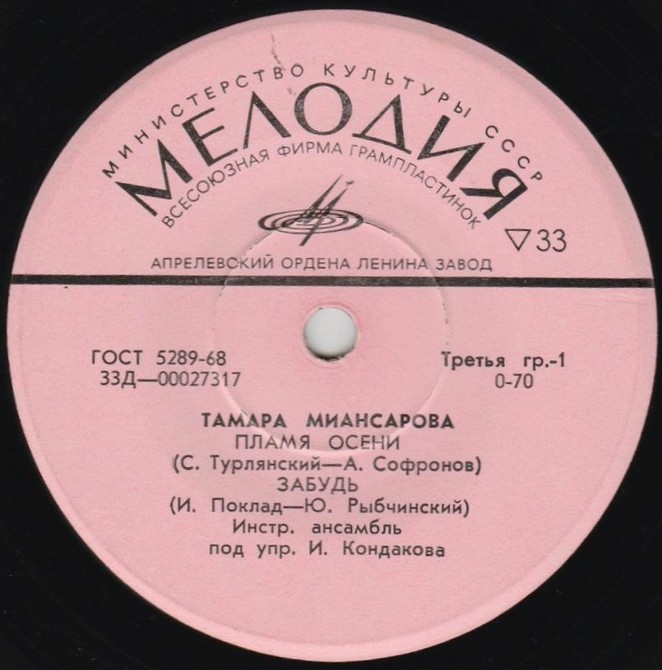 МИНИСТЕРСТВО КУЛЬТУРЫ СССР
МЕЛОДИЯ
ВСЕСОЮЗНАЯ ФИРМА ГРАМПЛАСТИНОК
▽33
АПРЕЛЕВСКИЙ ОРДЕНА ЛЕНИНА ЗАВОД
ГОСТ 5289-68
33Д—00027317
Третья гр.-1
0-70
ТАМАРА МИАНСАРОВА
ПЛАМЯ ОСЕНИ
(С. Турлянский—А. Софронов)
ЗАБУДЬ
(И. Поклад—Ю. Рыбчинский)
Инстр. ансамбль
под упр. И. Кондакова